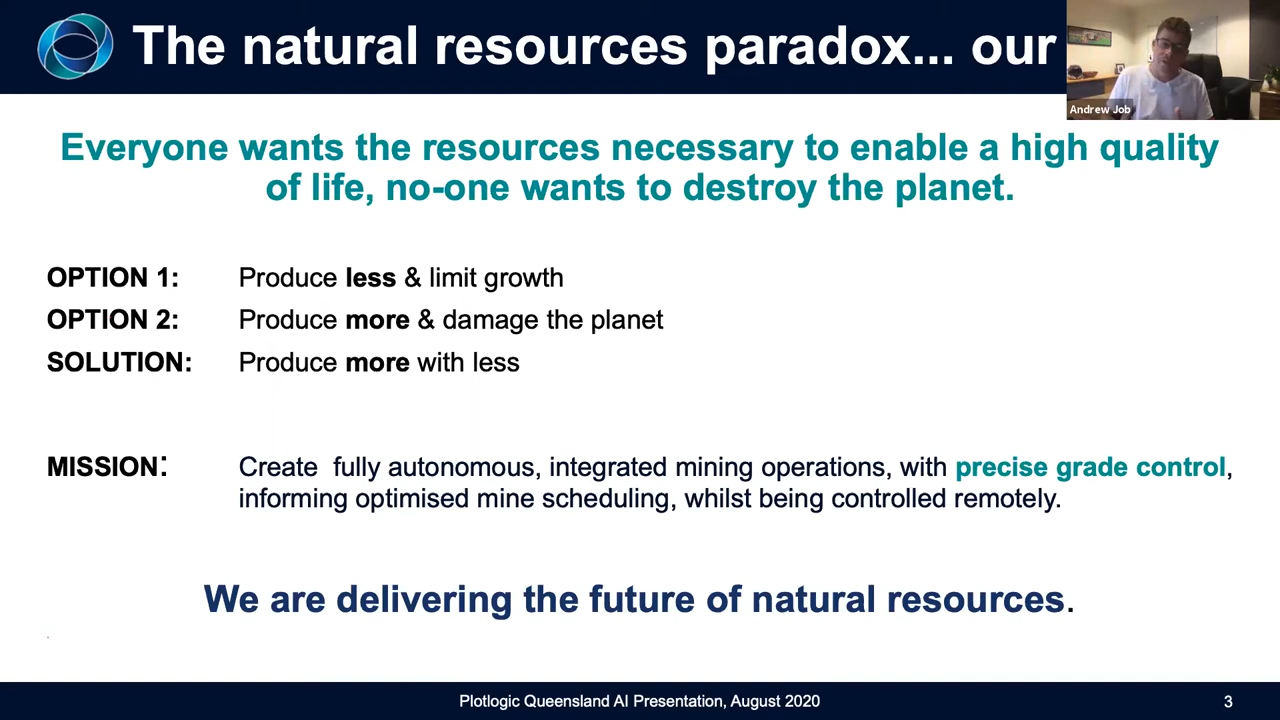 The natural resources paradox... our
Andrew Job
Everyone wants the resources necessary to enable a high quality
of life, no-one wants to destroy the planet.
OPTION 1: Produce less & limit growth
OPTION 2: Produce more & damage the planet
SOLUTION: Produce more with less
MISSION: Create fully autonomous, integrated mining operations, with precise grade control,
informing optimised mine scheduling, whilst being controlled remotely.
We are delivering the future of natural resources.
Plotlogic Queensland AI Presentation, August 2020
3